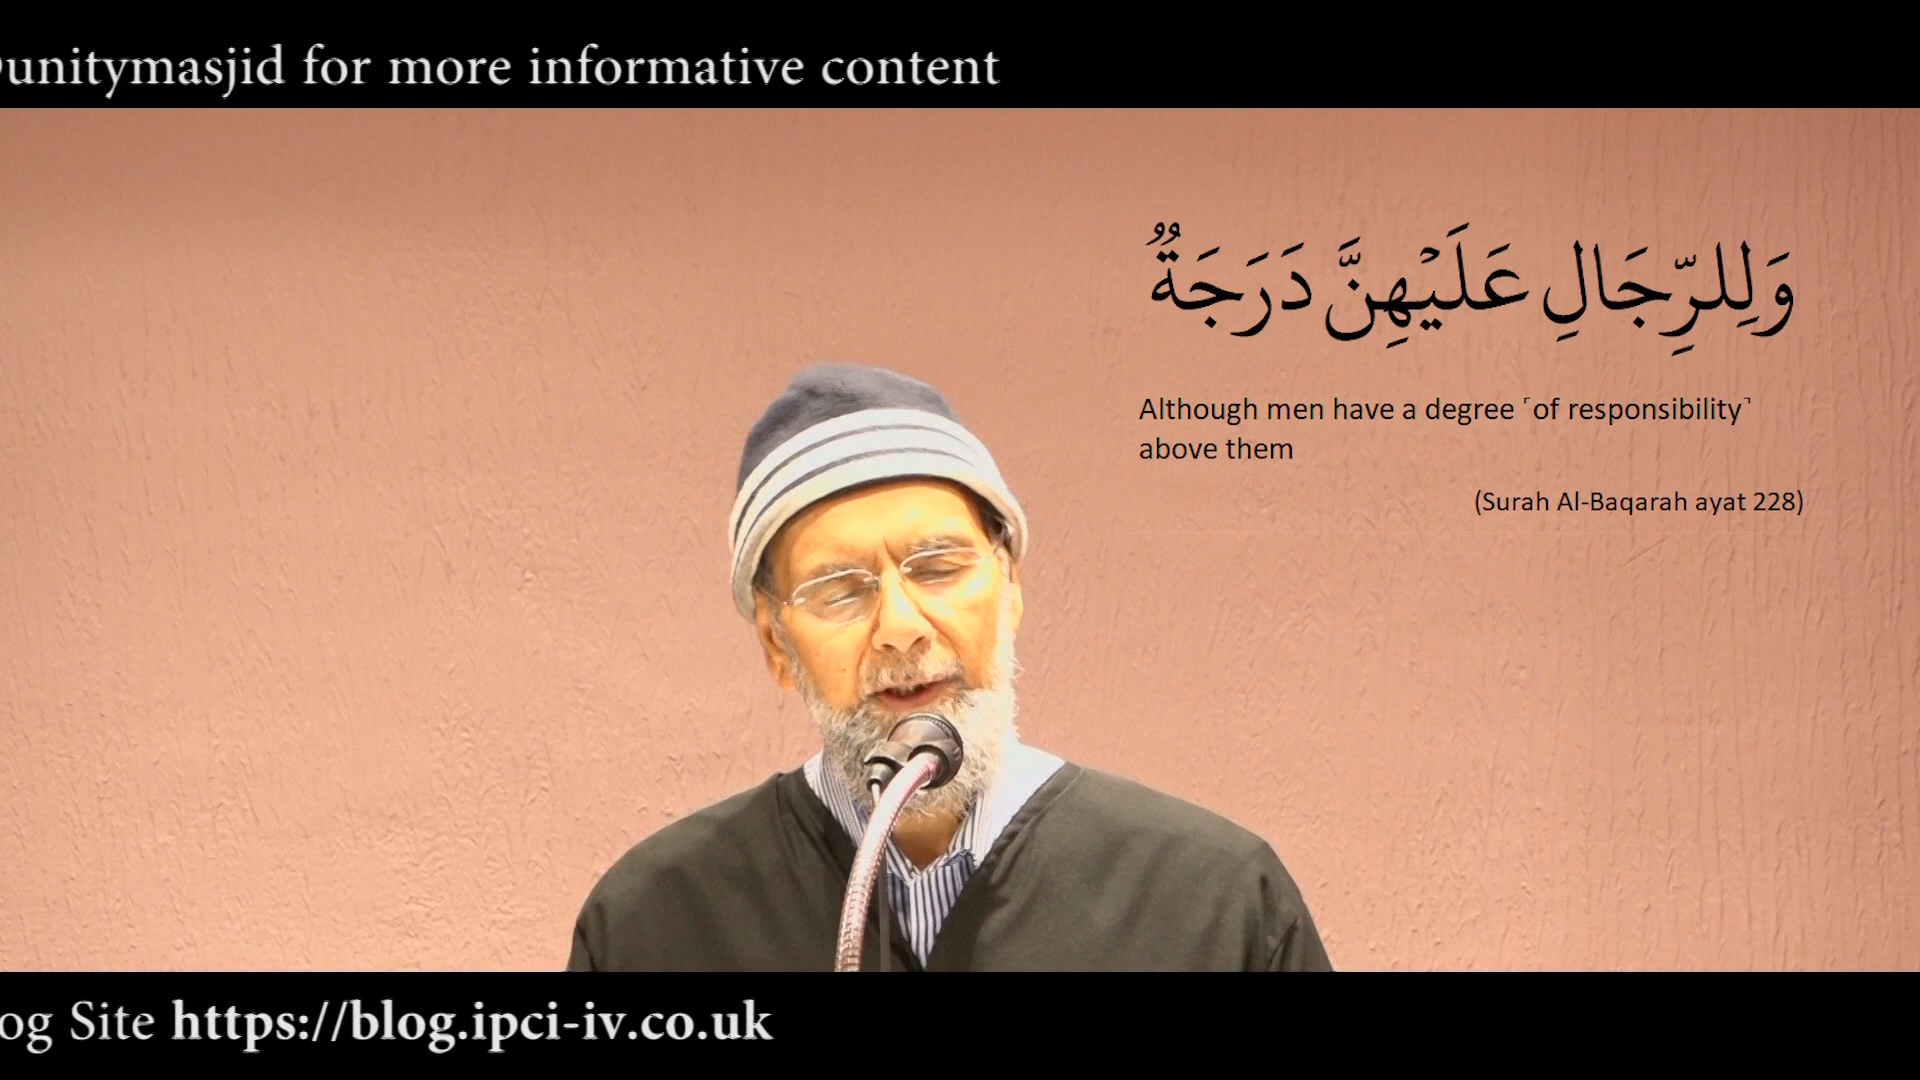 unitymasjid for more informative content
وَلِلرِّجَالِ عَلَيۡهِنَّ دَرَجَةٌ
Although men have a degree ˹of responsibility˺
above them
(Surah Al-Baqarah ayat 228)
og Site https://blog.ipci-iv.co.uk